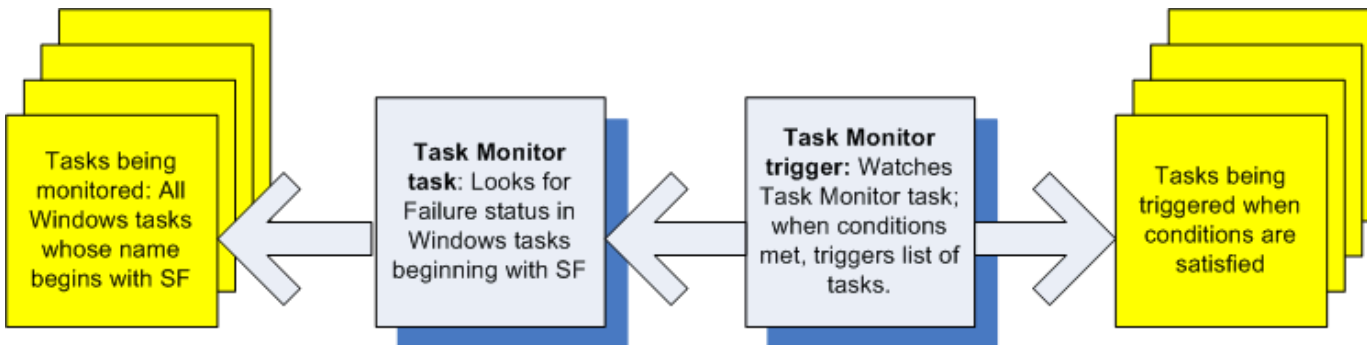 Tasks being
monitored: All
Windows tasks
whose name
begins with SF
Task Monitor
task: Looks for
Failure status in
Windows tasks
beginning with SF
Task Monitor
trigger: Watches
Task Monitor task;
when conditions
met, triggers list of
tasks.
Tasks being
triggered when
conditions are
satisfied